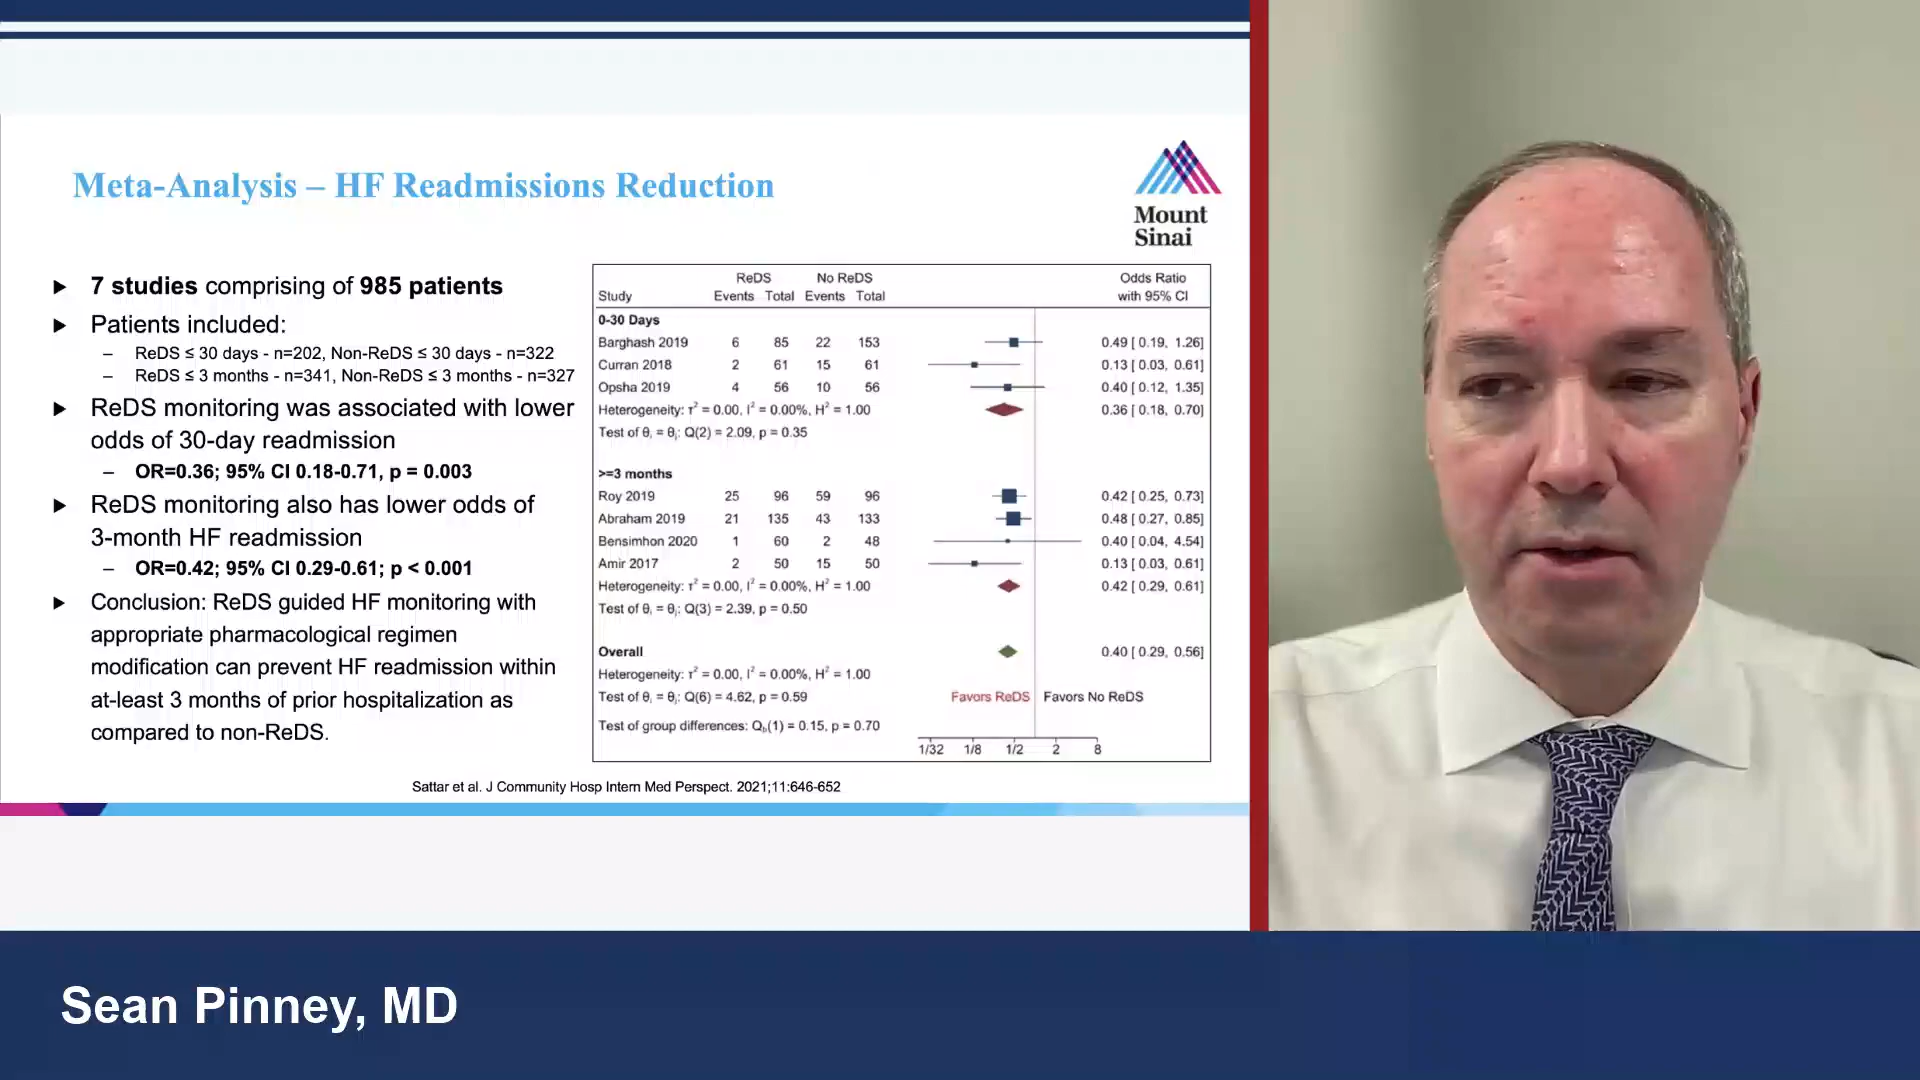 Meta-Analysis – HF Readmissions Reduction
Mount
Sinai
7 studies comprising of 985 patients
Patients included:
– ReDS ≤ 30 days - n=202, Non-ReDS ≤ 30 days - n=322
– ReDS ≤ 3 months - n=341, Non-ReDS ≤ 3 months - n=327
ReDS monitoring was associated with lower
odds of 30-day readmission
– OR=0.36; 95% CI 0.18-0.71, p = 0.003
ReDS monitoring also has lower odds of
3-month HF readmission
– OR=0.42; 95% CI 0.29-0.61; p < 0.001
Conclusion: ReDS guided HF monitoring with
appropriate pharmacological regimen
modification can prevent HF readmission within
at-least 3 months of prior hospitalization as
compared to non-ReDS.
ReDS No ReDS Odds Ratio
Study Events Total Events Total with 95% CI
0-30 Days
Barghash 2019 6 85 22 153 0.49 [ 0.19, 1.26]
Curran 2018 2 61 15 61 0.13 [ 0.03, 0.61]
Opsha 2019 4 56 10 56 0.40 [ 0.12, 1.35]
Heterogeneity: τ² = 0.00, I² = 0.00%, H² = 1.00 0.36 [ 0.18, 0.70]
Test of θᵢ = θⱼ: Q(2) = 2.09, p = 0.35
>=3 months
Roy 2019 25 96 59 96 0.42 [ 0.25, 0.73]
Abraham 2019 21 135 43 133 0.48 [ 0.27, 0.85]
Bensimhon 2020 1 60 2 48 0.40 [ 0.04, 4.54]
Amir 2017 2 50 15 50 0.13 [ 0.03, 0.61]
Heterogeneity: τ² = 0.00, I² = 0.00%, H² = 1.00 0.42 [ 0.29, 0.61]
Test of θᵢ = θⱼ: Q(3) = 2.39, p = 0.50
Overall 0.40 [ 0.29, 0.56]
Heterogeneity: τ² = 0.00, I² = 0.00%, H² = 1.00
Test of θᵢ = θⱼ: Q(6) = 4.62, p = 0.59 Favors ReDS Favors No ReDS
Test of group differences: Q_b(1) = 0.15, p = 0.70
1/32 1/8 1/2 2 8
Sattar et al. J Community Hosp Intern Med Perspect. 2021;11:646-652
Sean Pinney, MD